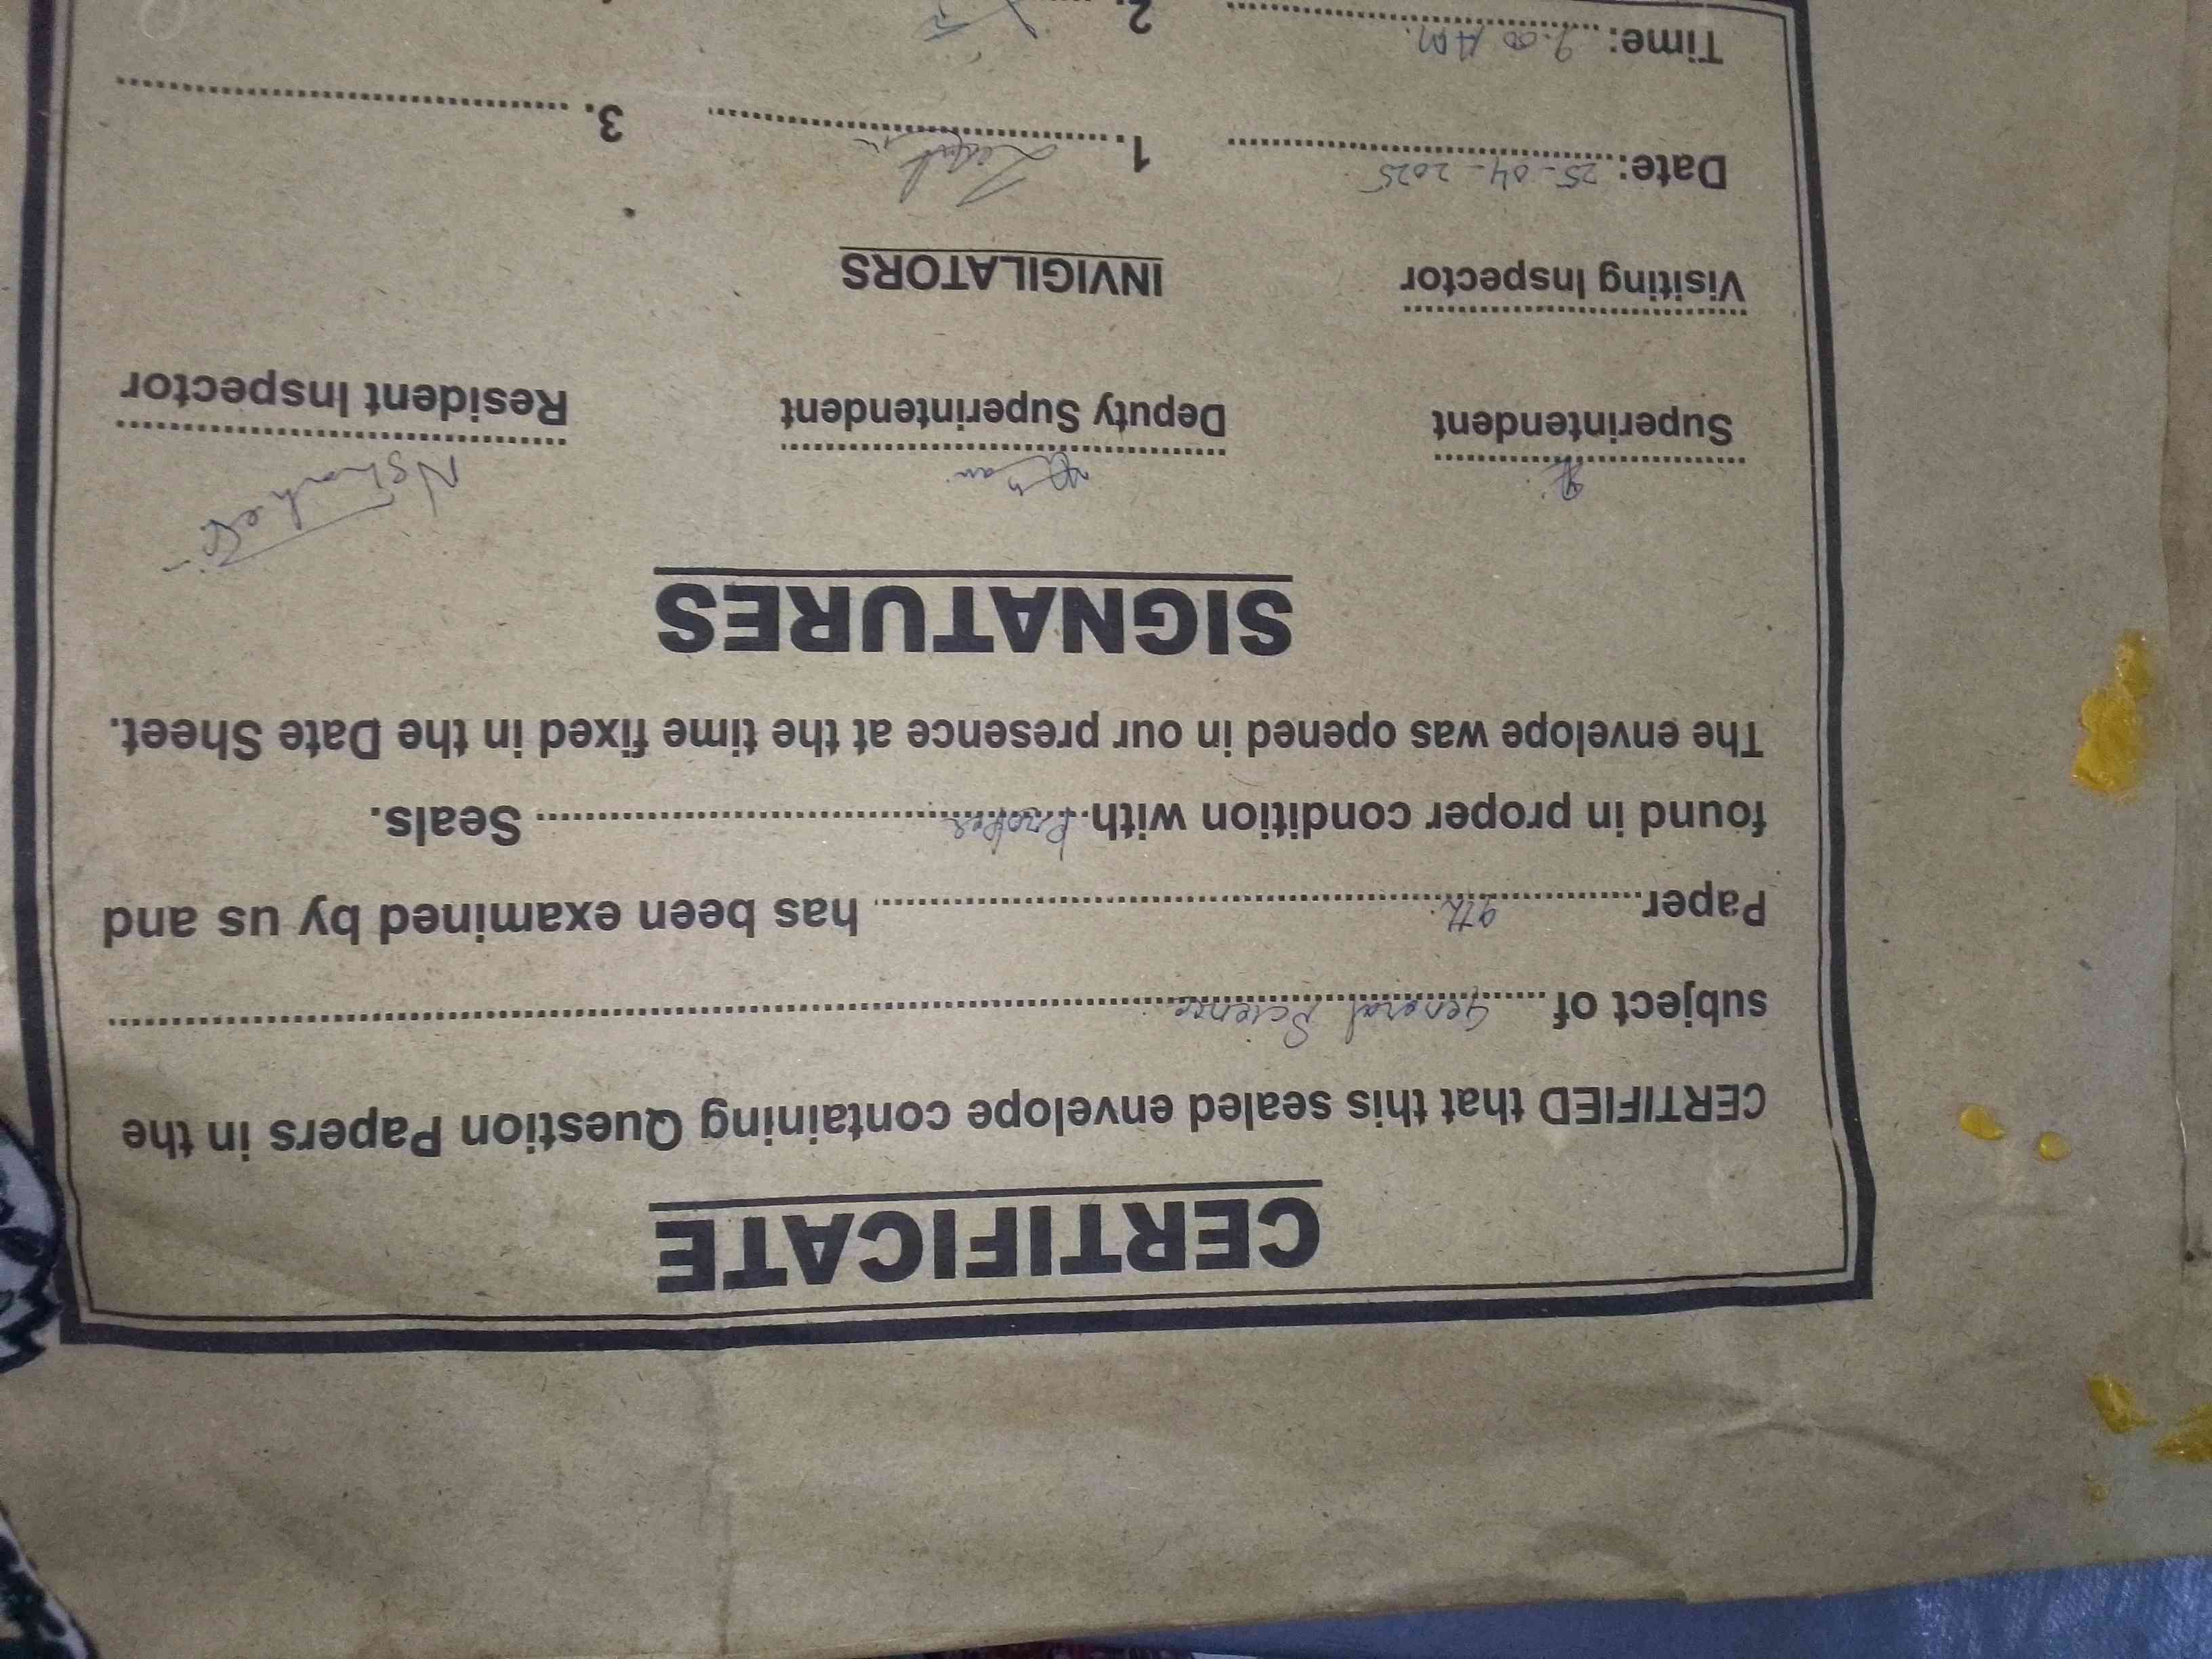 CERTIFICATE
CERTIFIED that this sealed envelope containing Question Papers in the
subject of General Science
Paper 9th has been examined by us and
found in proper condition with Proper Seals.
The envelope was opened in our presence at the time fixed in the Date Sheet.
SIGNATURES
Superintendent Deputy Superintendent Resident Inspector
Visiting Inspector INVIGILATORS
Date: 25-04-2025 1. 3.
Time: 9:00 AM. 2.